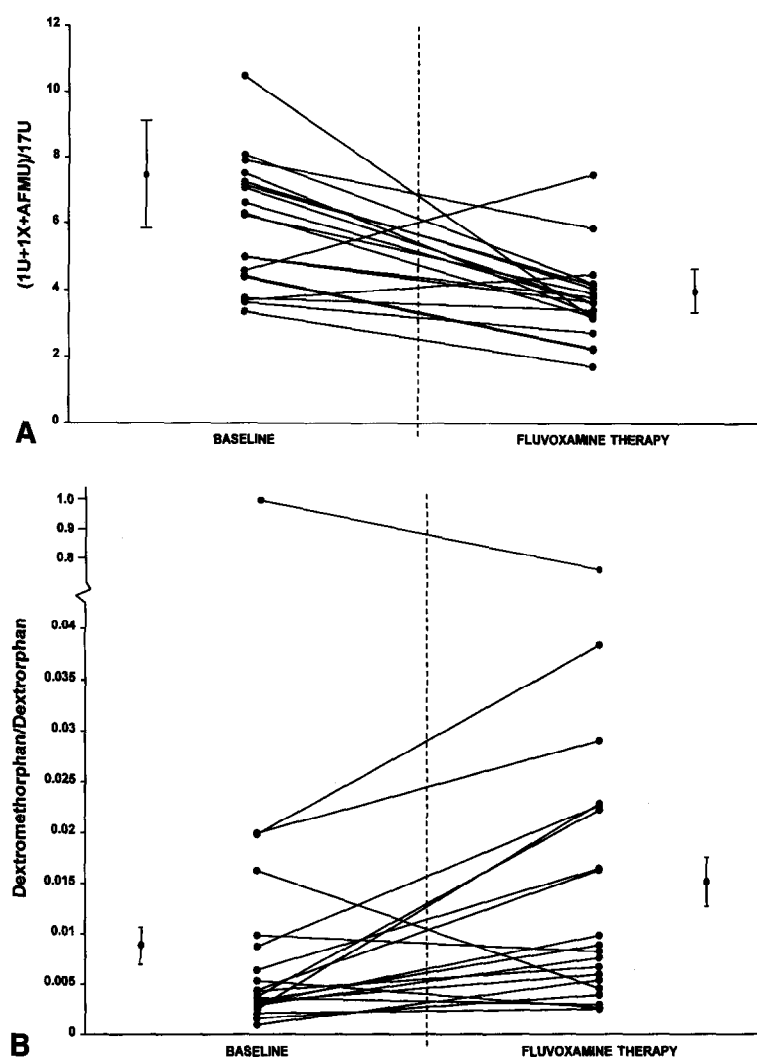 12
10
8
6
4
2
0
(1U+1X+AFMU)/17U
A
BASELINE
FLUVOXAMINE THERAPY
1.0
0.9
0.8
0.04
0.035
0.03
0.025
0.02
0.015
0.01
0.005
0
Dextromethorphan/Dextrorphan
B
BASELINE
FLUVOXAMINE THERAPY